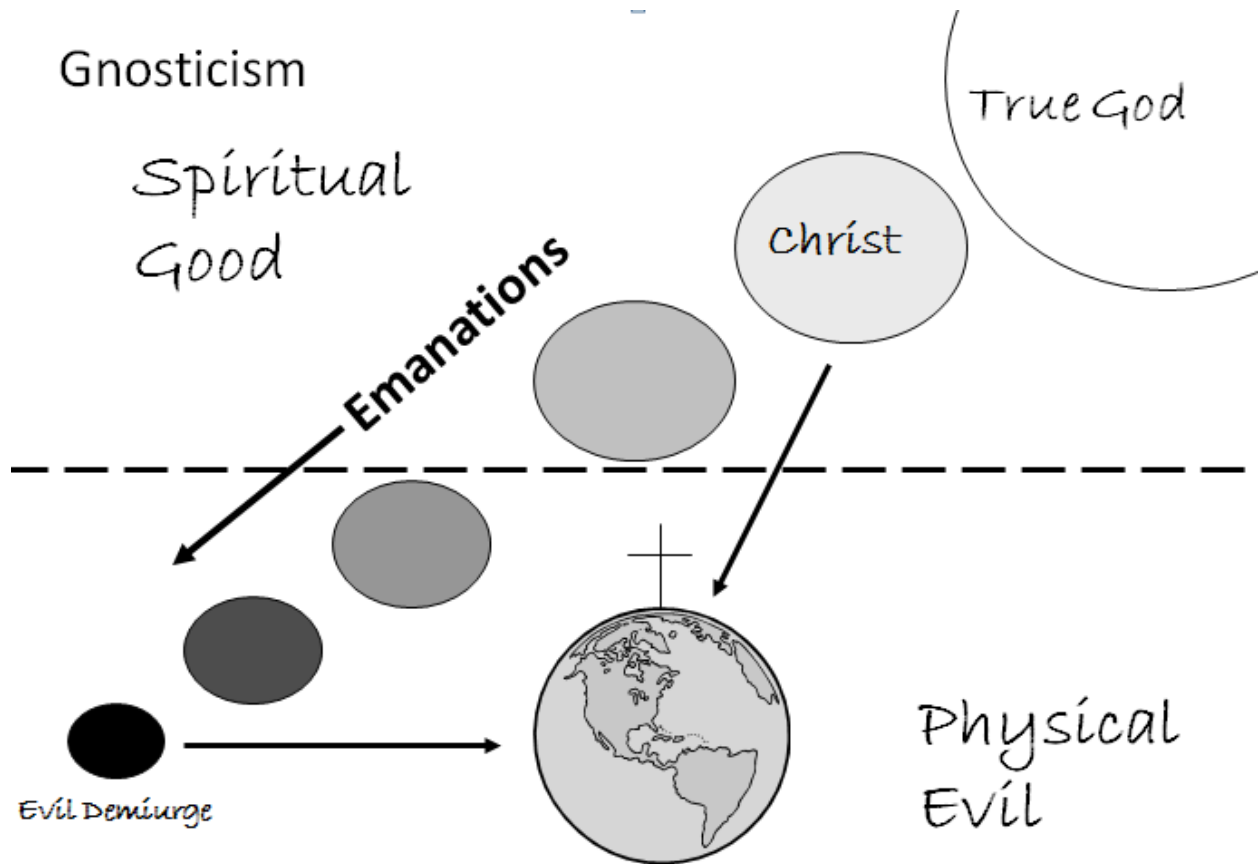 Gnosticism
True God
Spiritual
Good
Christ
Emanations
Physical
Evil
Evil Demiurge